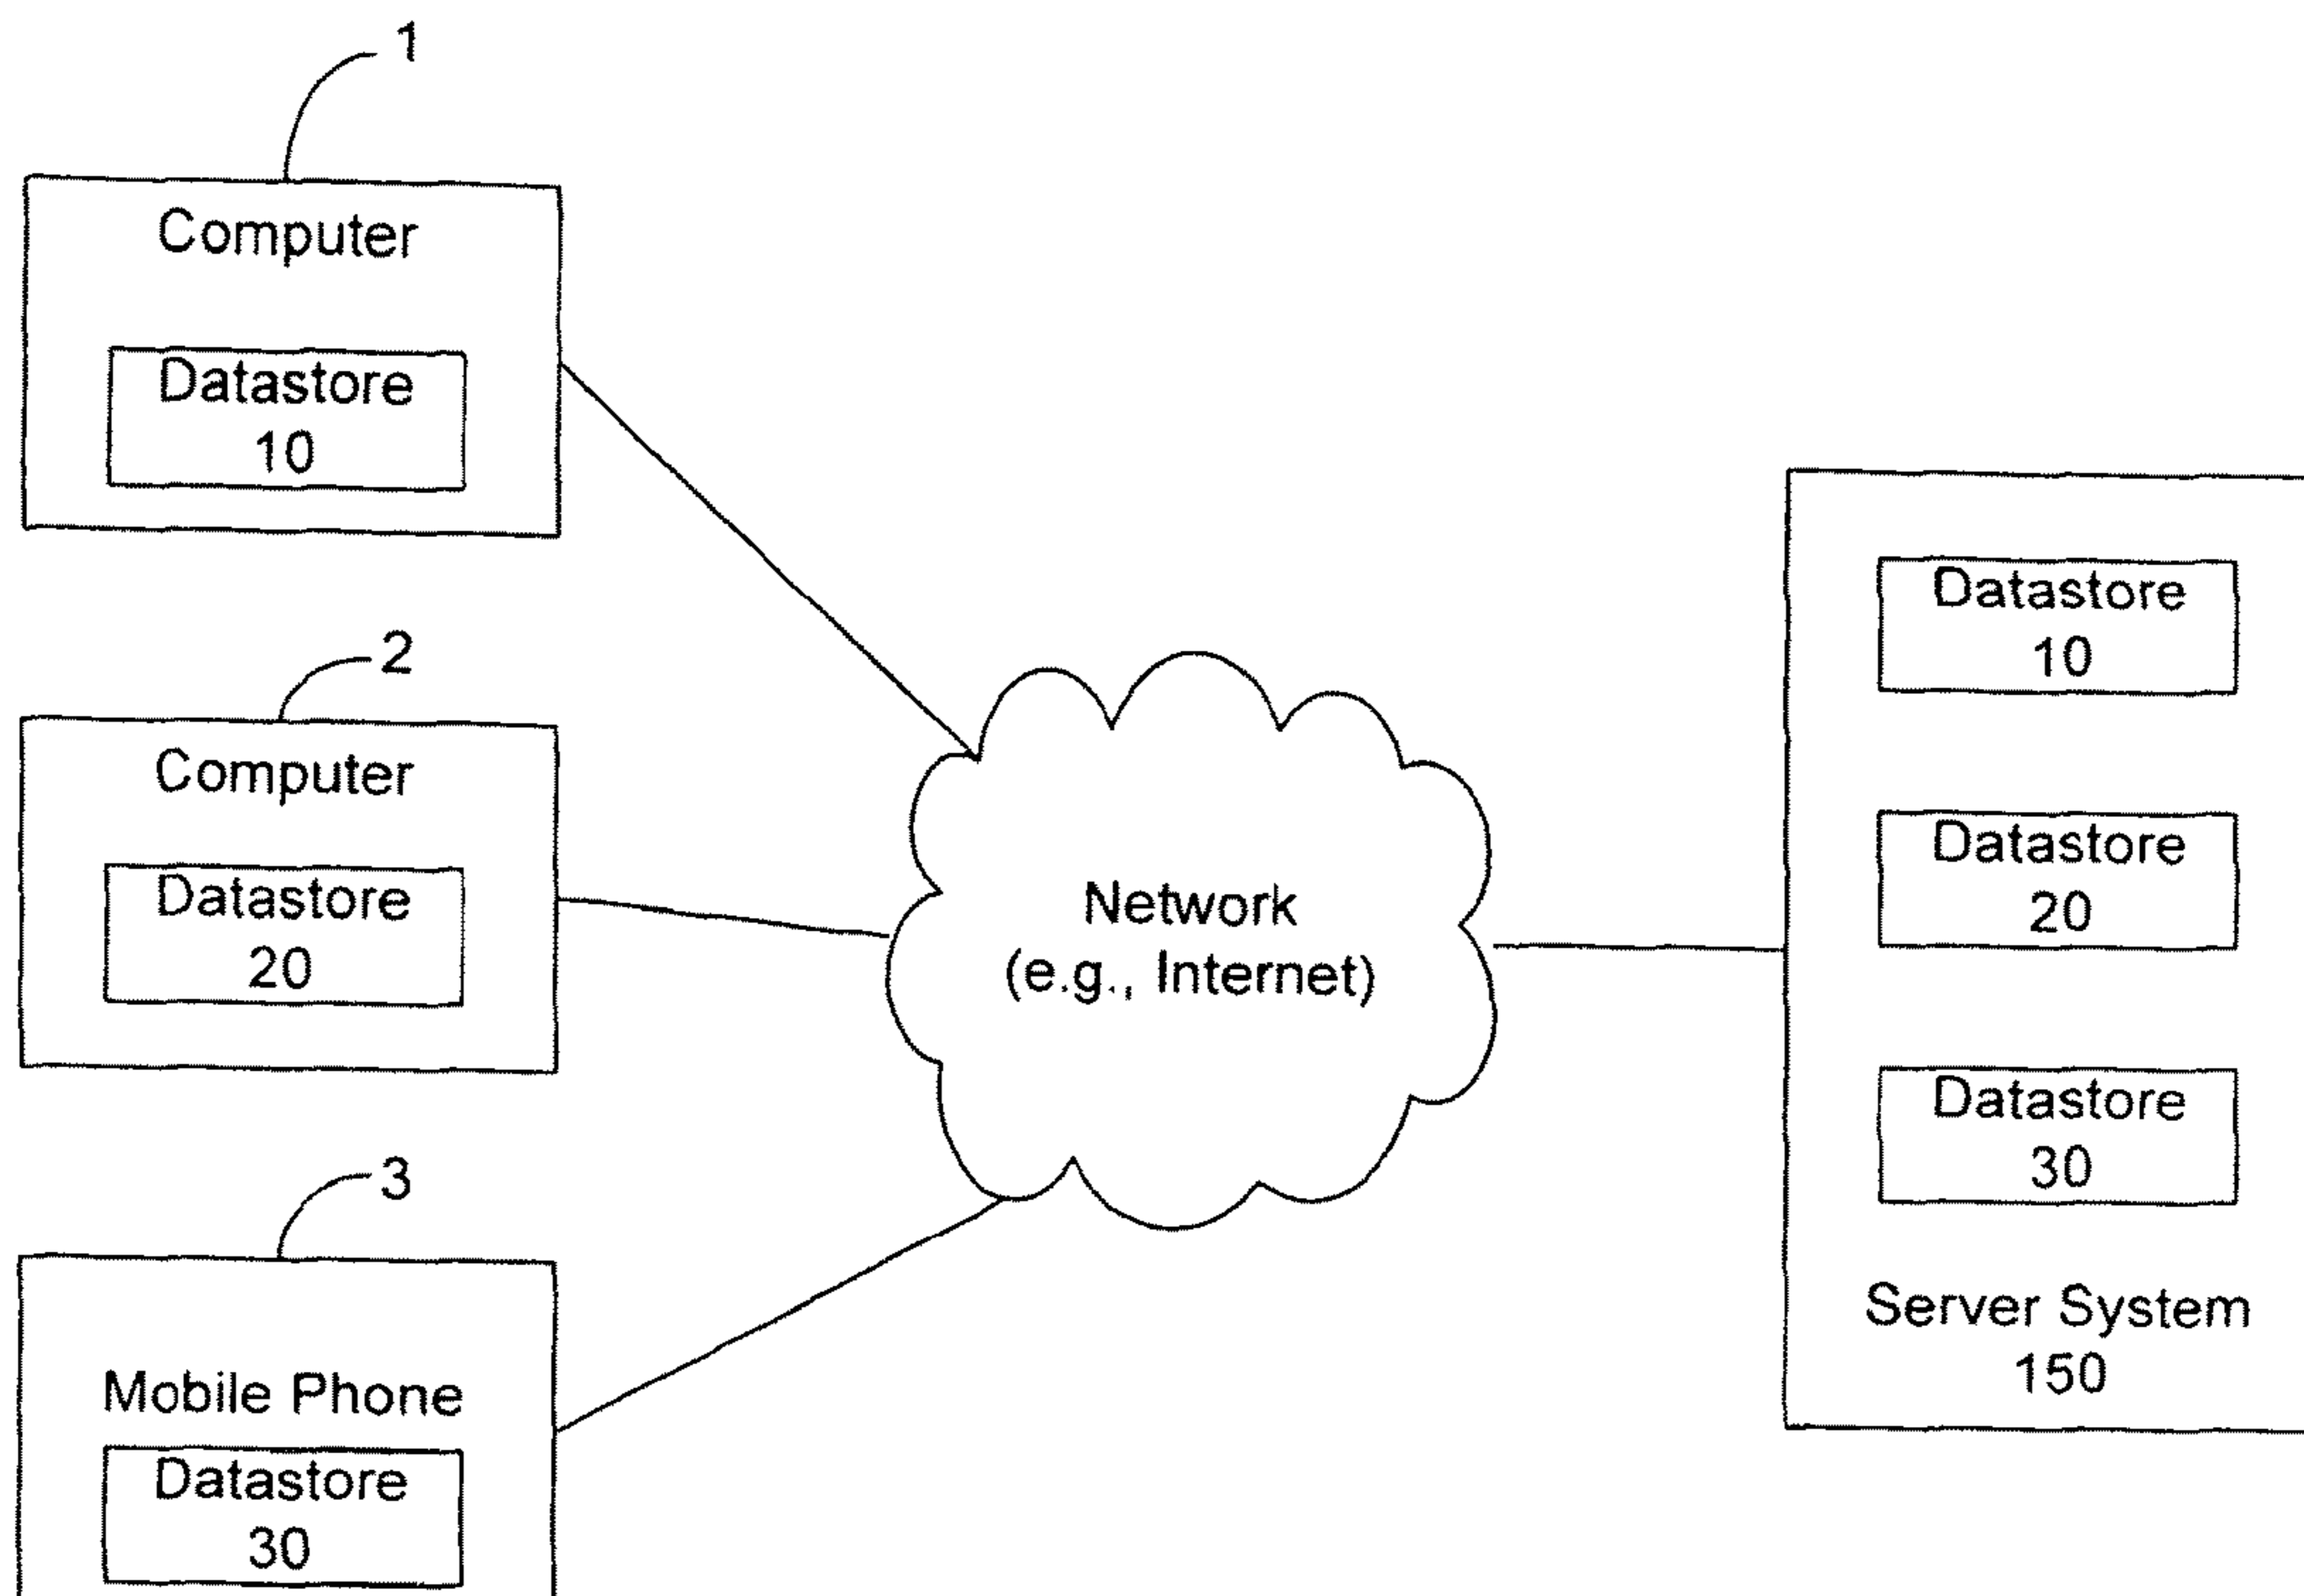 1
Computer
Datastore
10
2
Computer
Datastore
20
3
Mobile Phone
Datastore
30
Network
(e.g., Internet)
Datastore
10
Datastore
20
Datastore
30
Server System
150